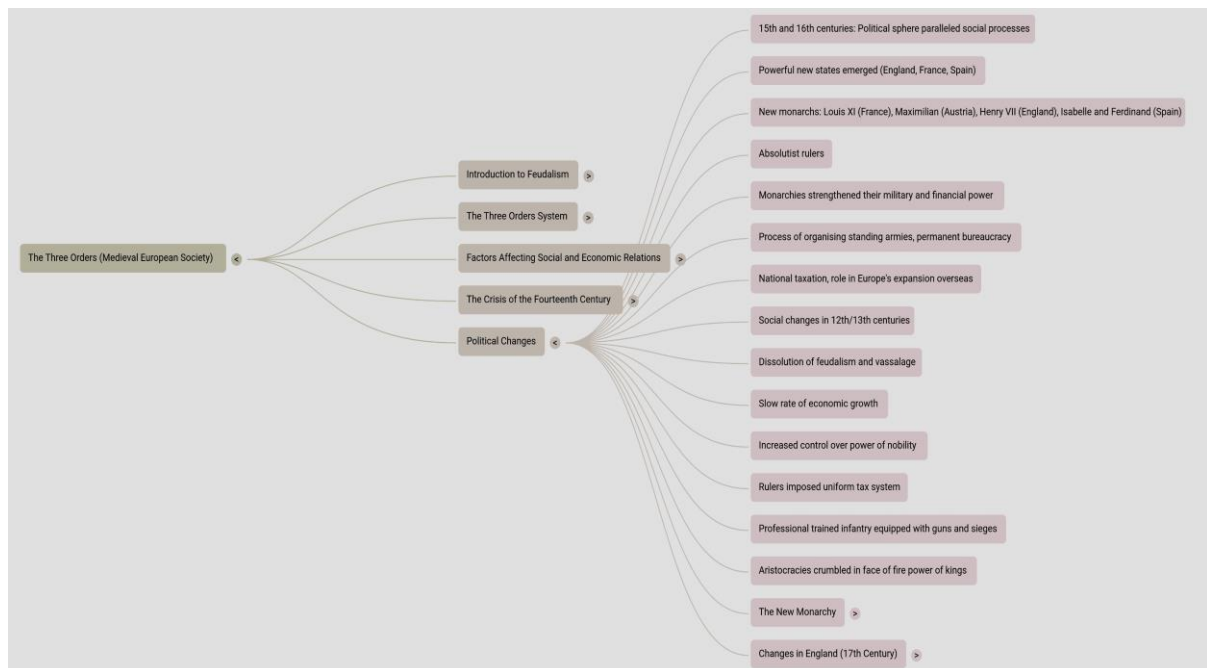 The Three Orders (Medieval European Society)
<
Introduction to Feudalism
>
The Three Orders System
>
Factors Affecting Social and Economic Relations
>
The Crisis of the Fourteenth Century
>
Political Changes
<
15th and 16th centuries: Political sphere paralleled social processes
Powerful new states emerged (England, France, Spain)
New monarchs: Louis XI (France), Maximilian (Austria), Henry VII (England), Isabelle and Ferdinand (Spain)
Absolutist rulers
Monarchies strengthened their military and financial power
Process of organising standing armies, permanent bureaucracy
National taxation, role in Europe's expansion overseas
Social changes in 12th/13th centuries
Dissolution of feudalism and vassalage
Slow rate of economic growth
Increased control over power of nobility
Rulers imposed uniform tax system
Professional trained infantry equipped with guns and sieges
Aristocracies crumbled in face of fire power of kings
The New Monarchy
>
Changes in England (17th Century)
>